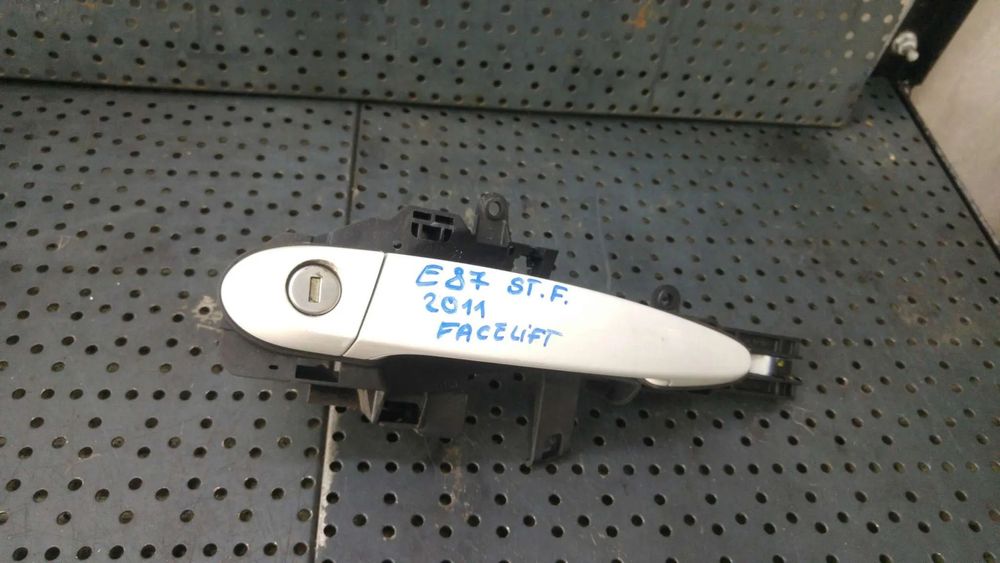 E87 ST.F.
2011
FACELiFT